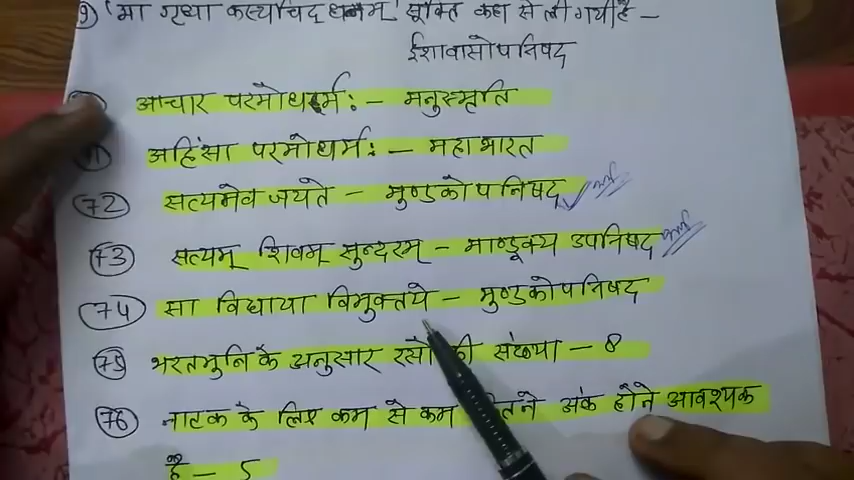 9) 'मा गृधा कस्यचिद् धनम्' सूक्ति कहा से ली गयी है –
ईशावासोपनिषद
आचार परमोधर्म: – मनुस्मृति
अहिंसा परमोधर्म: – महाभारत
72 सत्यमेव जयते – मुण्डकोपनिषद
73 सत्यम् शिवम् सुन्दरम् – माण्डूक्य उपनिषद
74 सा विद्याया विमुक्तये – मुण्डकोपनिषद
75 भरतमुनि के अनुसार रसों की संख्या – 8
76 नाटक के लिए कम से कम कितने अंक होने आवश्यक
है – 5